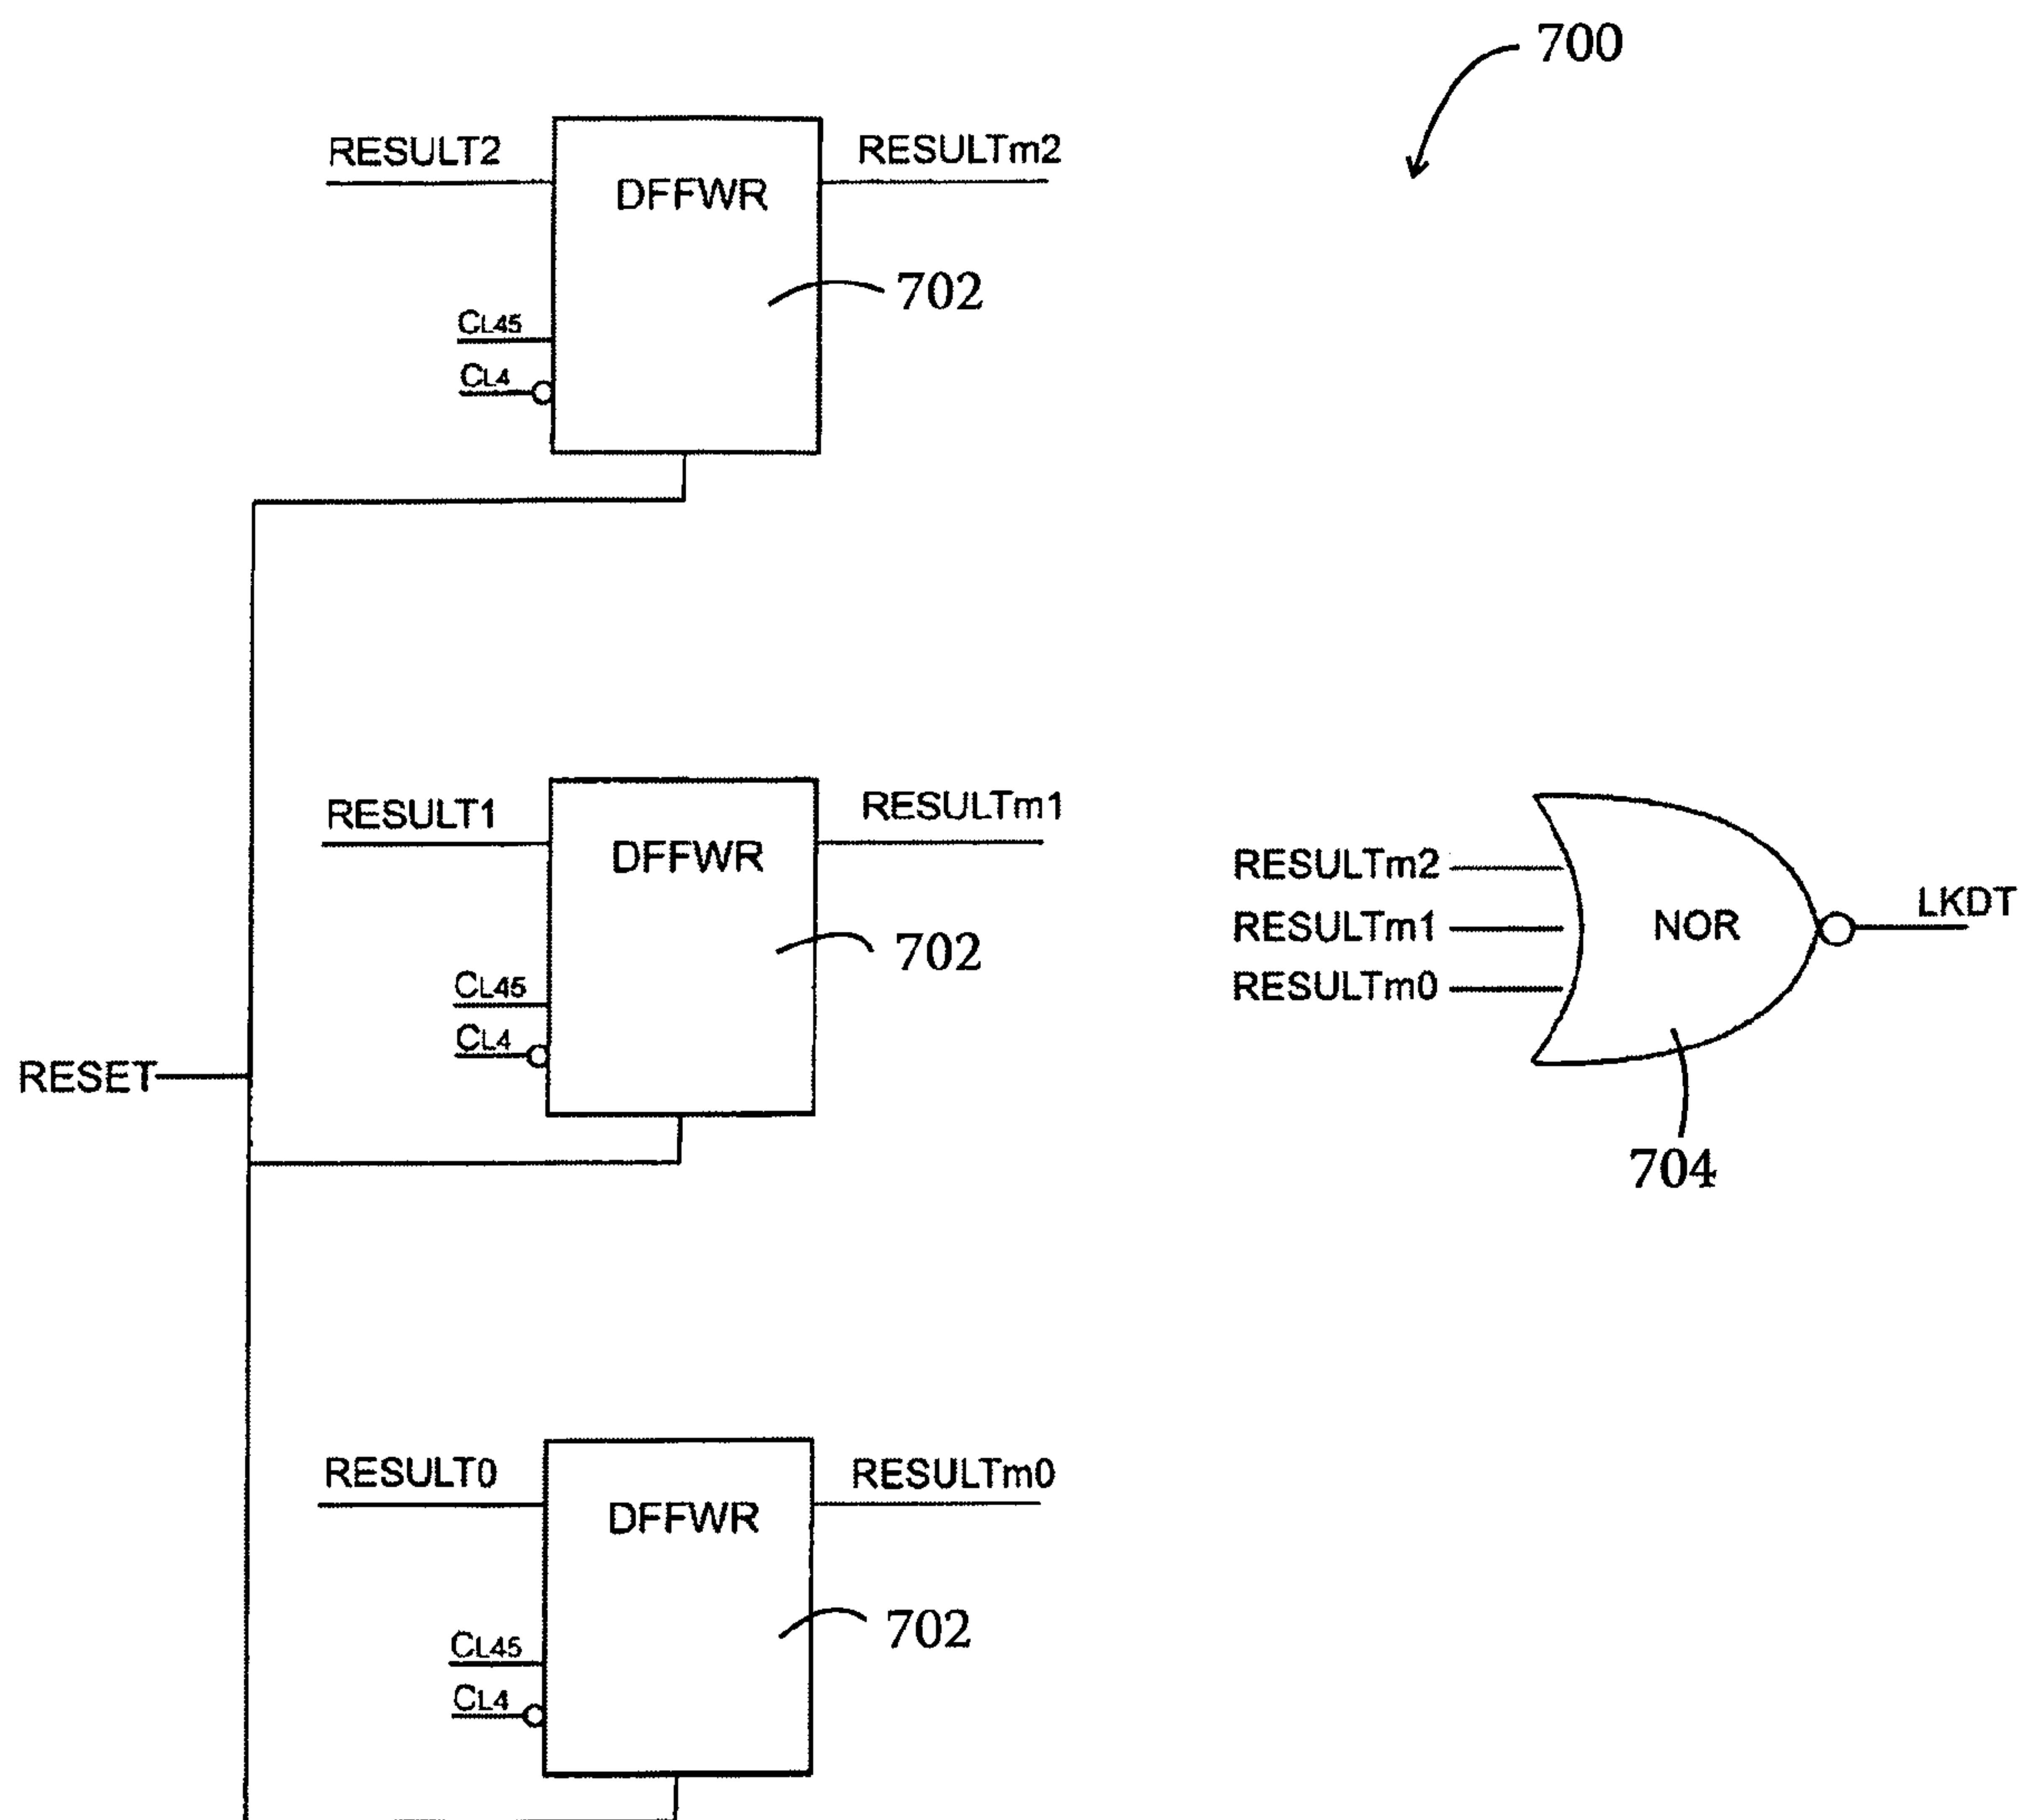 700
RESULT2
RESULTm2
DFFWR
702
CL45
CL4
RESULT1
RESULTm1
DFFWR
702
CL45
CL4
RESET
RESULTm2
RESULTm1
RESULTm0
NOR
LKDT
704
RESULT0
RESULTm0
DFFWR
702
CL45
CL4